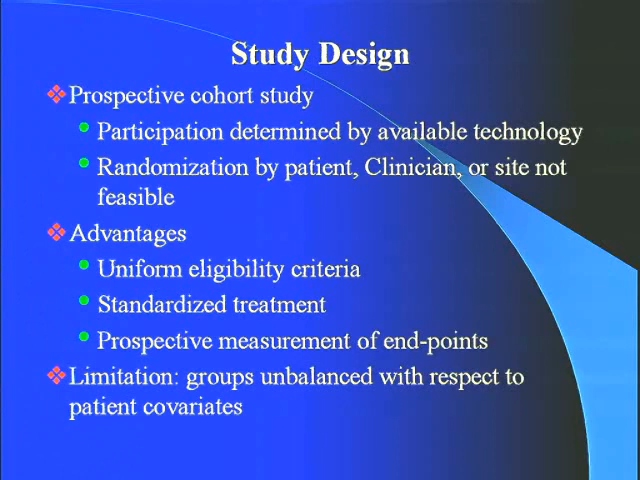 Study Design
Prospective cohort study
Participation determined by available technology
Randomization by patient, Clinician, or site not
feasible
Advantages
Uniform eligibility criteria
Standardized treatment
Prospective measurement of end-points
Limitation: groups unbalanced with respect to
patient covariates